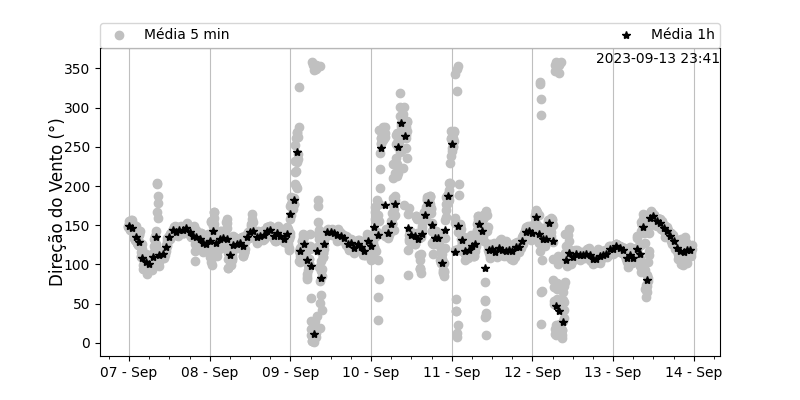 Média 5 min
Média 1h
2023-09-13 23:41
Direção do Vento (°)
350
300
250
200
150
100
50
0
07 - Sep
08 - Sep
09 - Sep
10 - Sep
11 - Sep
12 - Sep
13 - Sep
14 - Sep